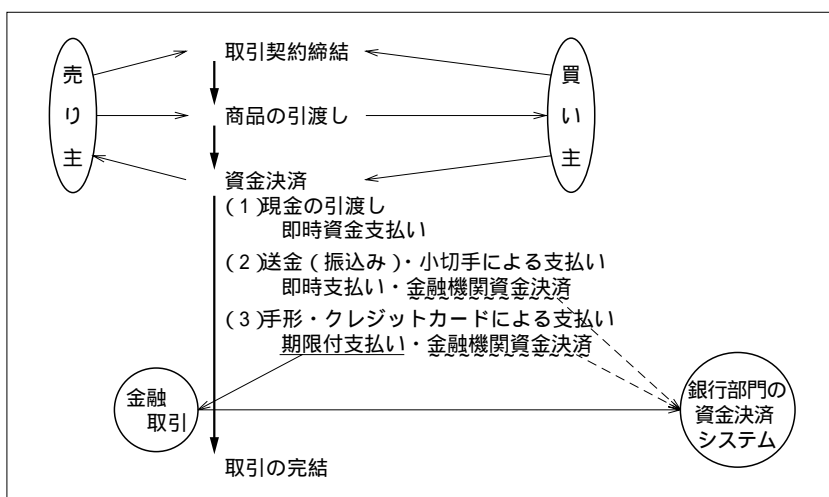 売り主
買い主
取引契約締結
商品の引渡し
資金決済
(1)現金の引渡し
即時資金支払い
(2)送金(振込み)・小切手による支払い
即時支払い・金融機関資金決済
(3)手形・クレジットカードによる支払い
期限付支払い・金融機関資金決済
金融
取引
銀行部門の
資金決済
システム
取引の完結